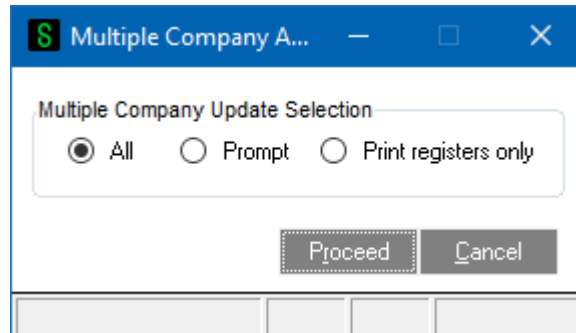 S Multiple Company A...
Multiple Company Update Selection
All Prompt Print registers only
Proceed Cancel